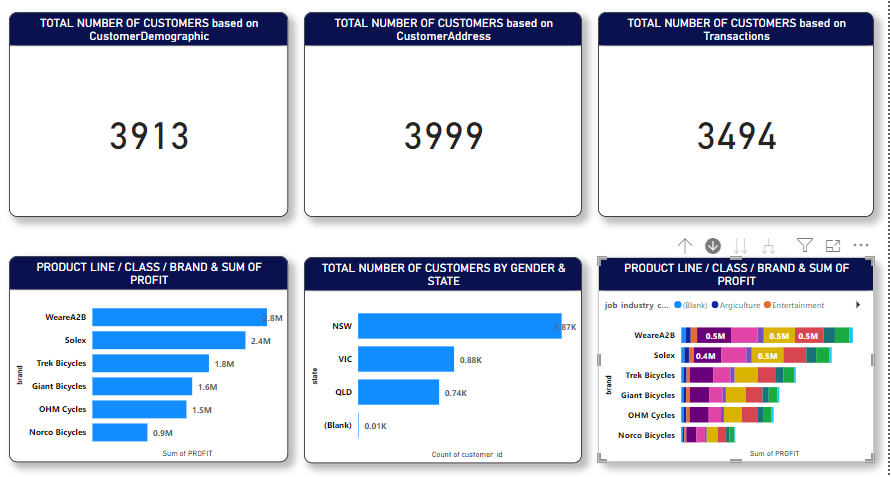 TOTAL NUMBER OF CUSTOMERS based on
CustomerDemographic
3913
TOTAL NUMBER OF CUSTOMERS based on
CustomerAddress
3999
TOTAL NUMBER OF CUSTOMERS based on
Transactions
3494
PRODUCT LINE / CLASS / BRAND & SUM OF
PROFIT
brand
WeareA2B 2.8M
Solex 2.4M
Trek Bicycles 1.8M
Giant Bicycles 1.6M
OHM Cycles 1.5M
Norco Bicycles 0.9M
Sum of PROFIT
TOTAL NUMBER OF CUSTOMERS BY GENDER &
STATE
state
NSW 1.87K
VIC 0.88K
QLD 0.74K
(Blank) 0.01K
Count of customer_id
PRODUCT LINE / CLASS / BRAND & SUM OF
PROFIT
job_industry_c... (Blank) Argiculture Entertainment
brand
WeareA2B 0.5M 0.5M 0.5M
Solex 0.4M 0.5M
Trek Bicycles
Giant Bicycles
OHM Cycles
Norco Bicycles
Sum of PROFIT